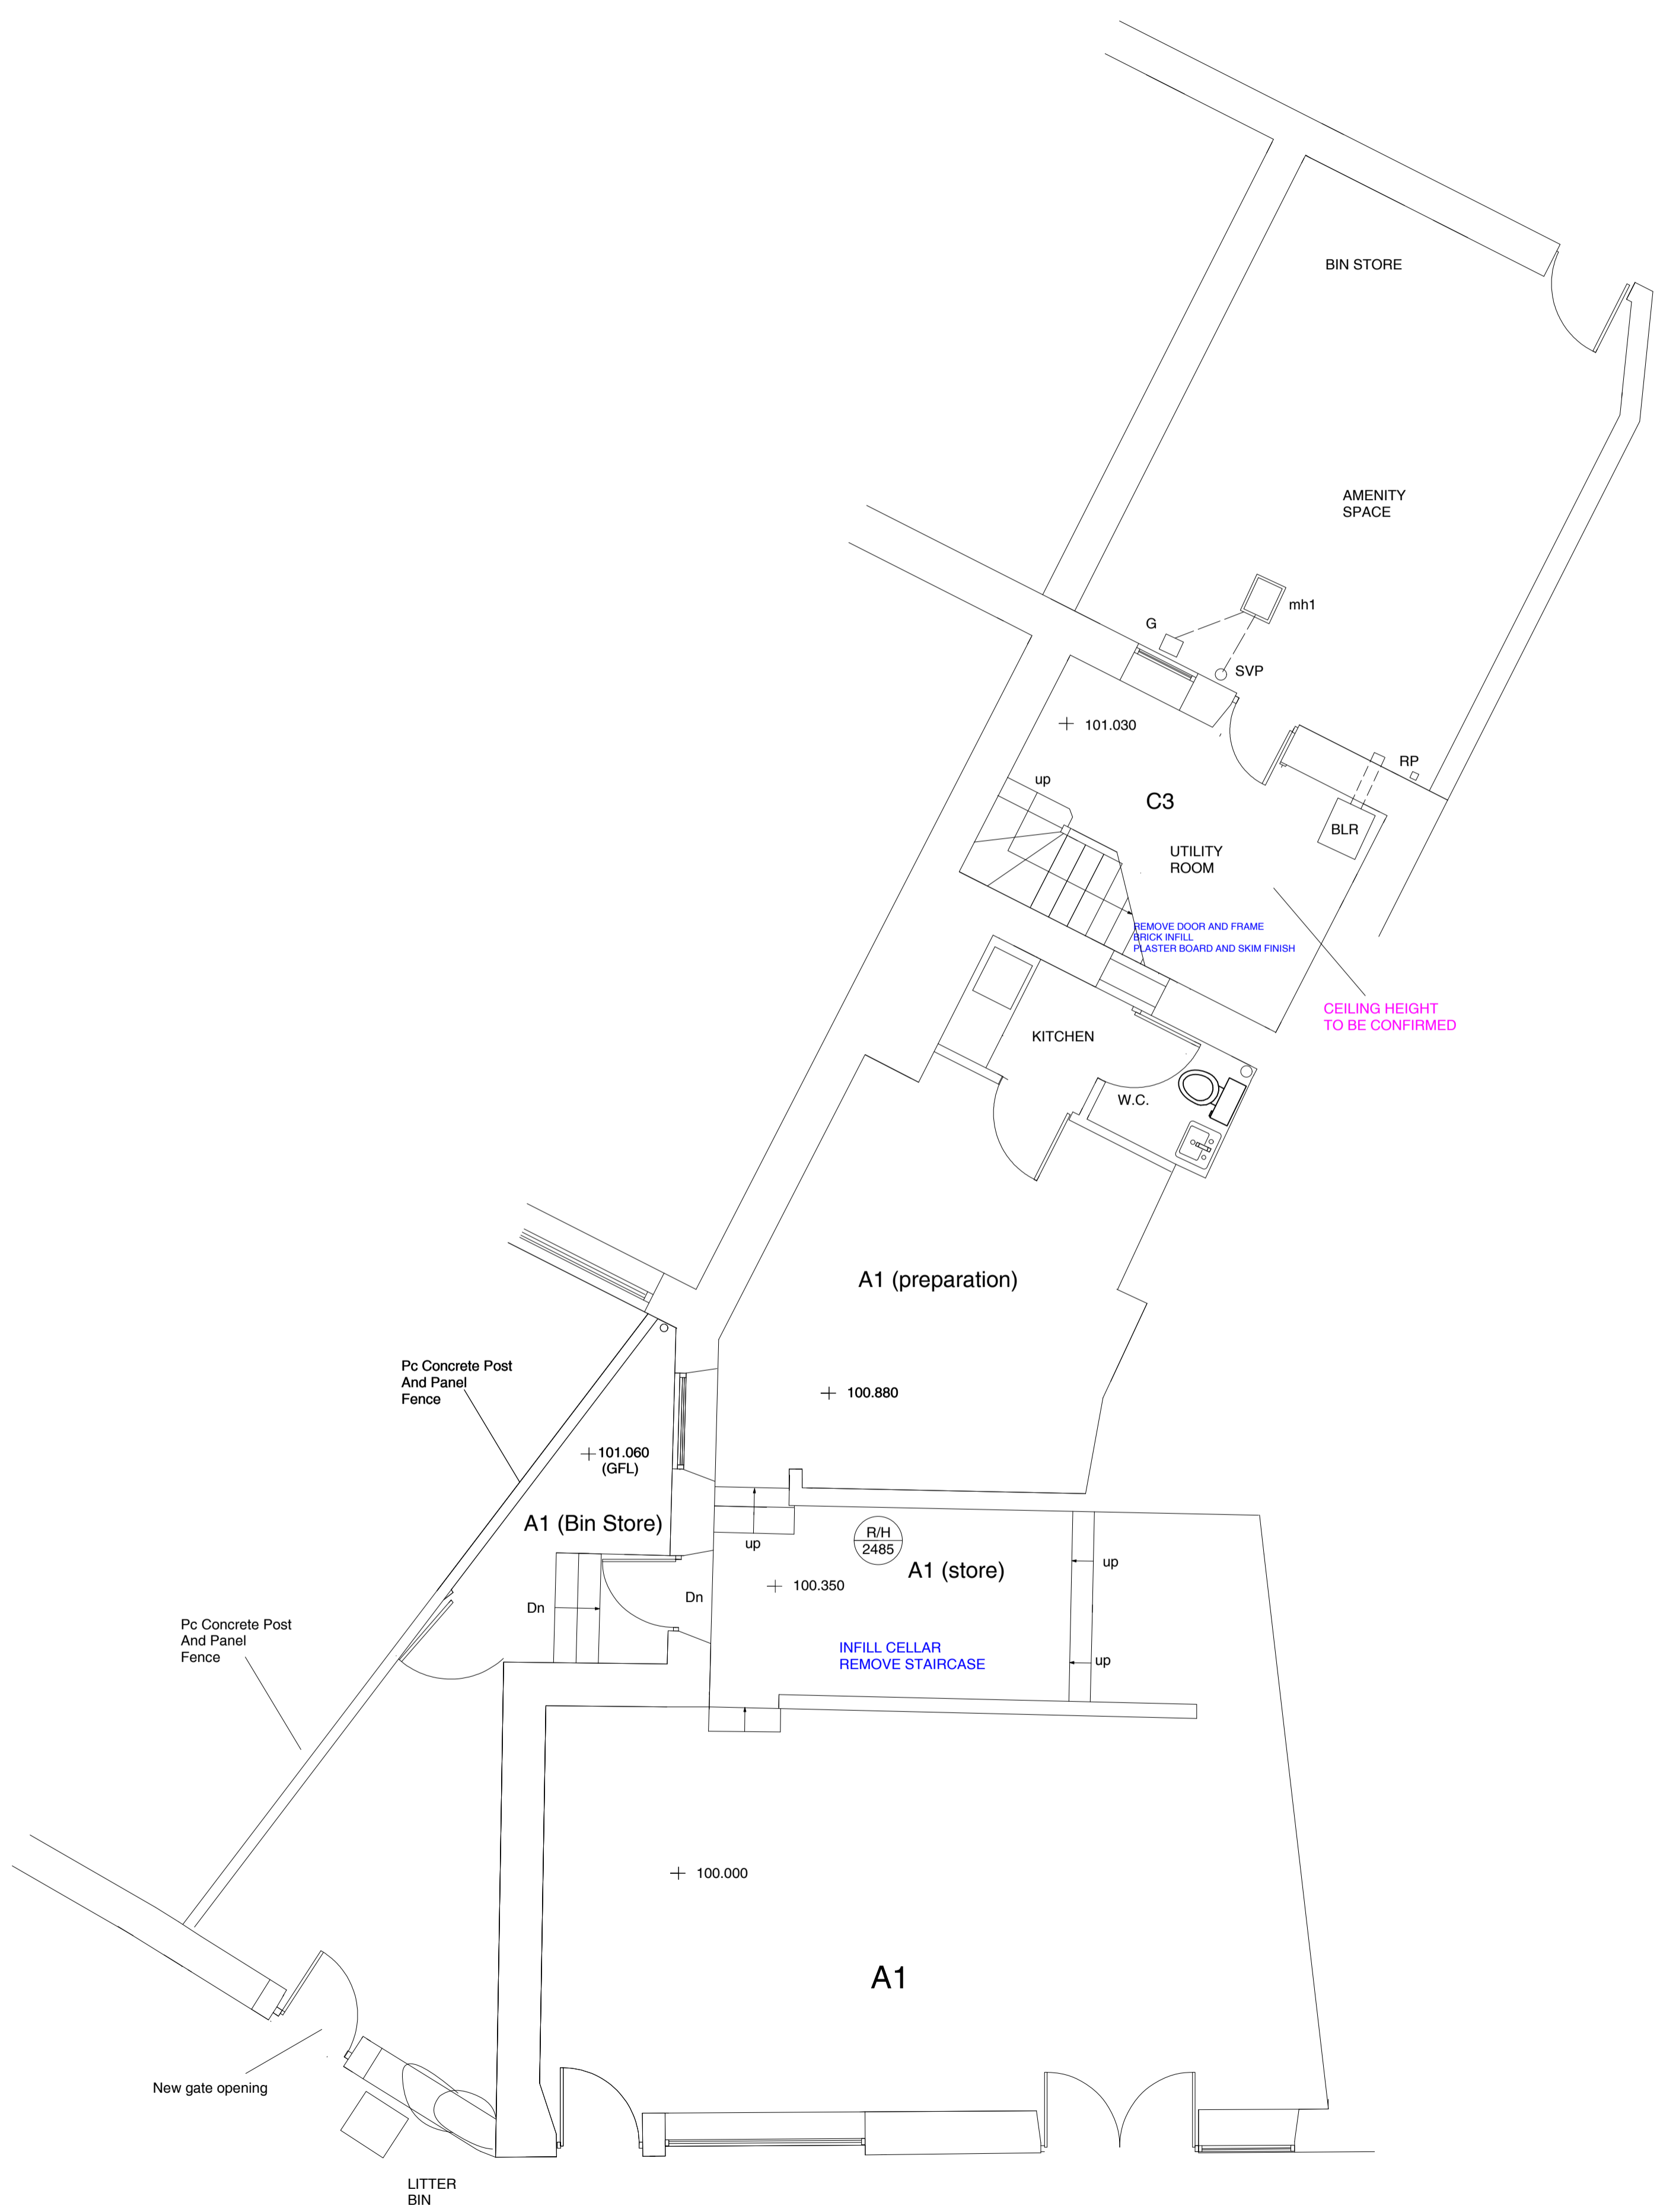 BIN STORE
AMENITY
SPACE
mh1
G
SVP
101.030
RP
up
C3
BLR
UTILITY
ROOM
REMOVE DOOR AND FRAME
BRICK INFILL
PLASTER BOARD AND SKIM FINISH
CEILING HEIGHT
TO BE CONFIRMED
KITCHEN
W.C.
A1 (preparation)
Pc Concrete Post
And Panel
Fence
100.880
101.060
(GFL)
A1 (Bin Store)
up
R/H
2485
A1 (store)
up
100.350
Dn
Dn
Pc Concrete Post
And Panel
Fence
INFILL CELLAR
REMOVE STAIRCASE
up
100.000
A1
New gate opening
LITTER
BIN